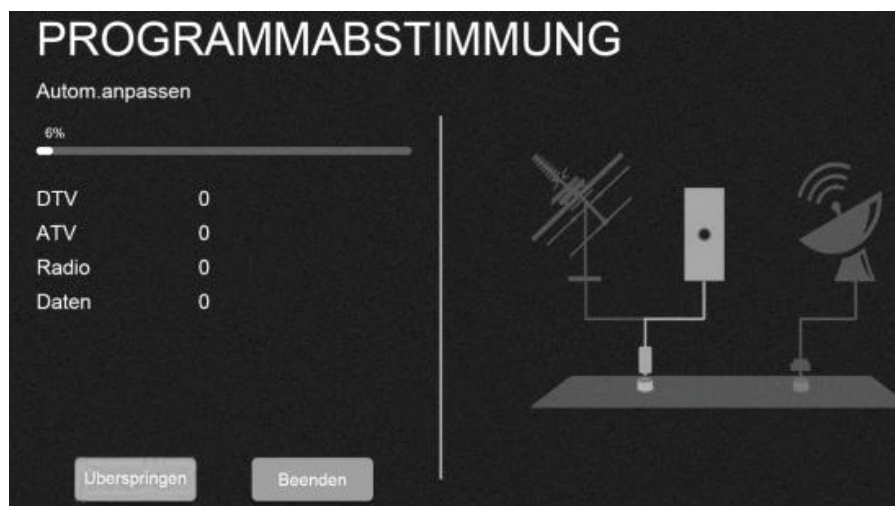 PROGRAMMABSTIMMUNG
Autom.anpassen
6%
DTV 0
ATV 0
Radio 0
Daten 0
Überspringen Beenden